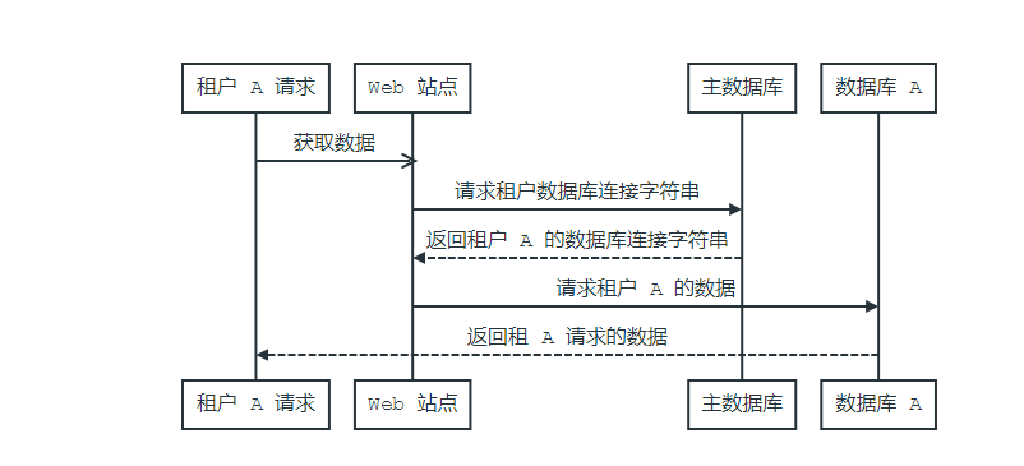 租户 A 请求
Web 站点
主数据库
数据库 A
获取数据
请求租户数据库连接字符串
返回租户 A 的数据库连接字符串
请求租户 A 的数据
返回租 A 请求的数据
租户 A 请求
Web 站点
主数据库
数据库 A